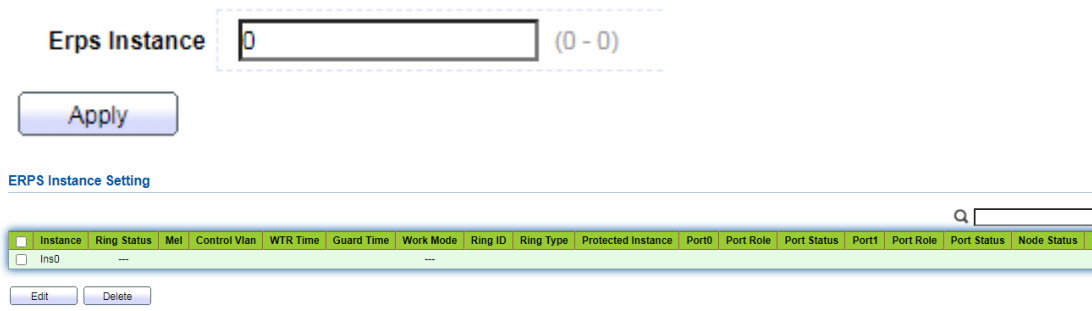 Erps Instance 0 (0 - 0)
Apply
ERPS Instance Setting
Instance Ring Status Mel Control Vlan WTR Time Guard Time Work Mode Ring ID Ring Type Protected Instance Port0 Port Role Port Status Port1 Port Role Port Status Node Status
Ins0 --- ---
Edit Delete